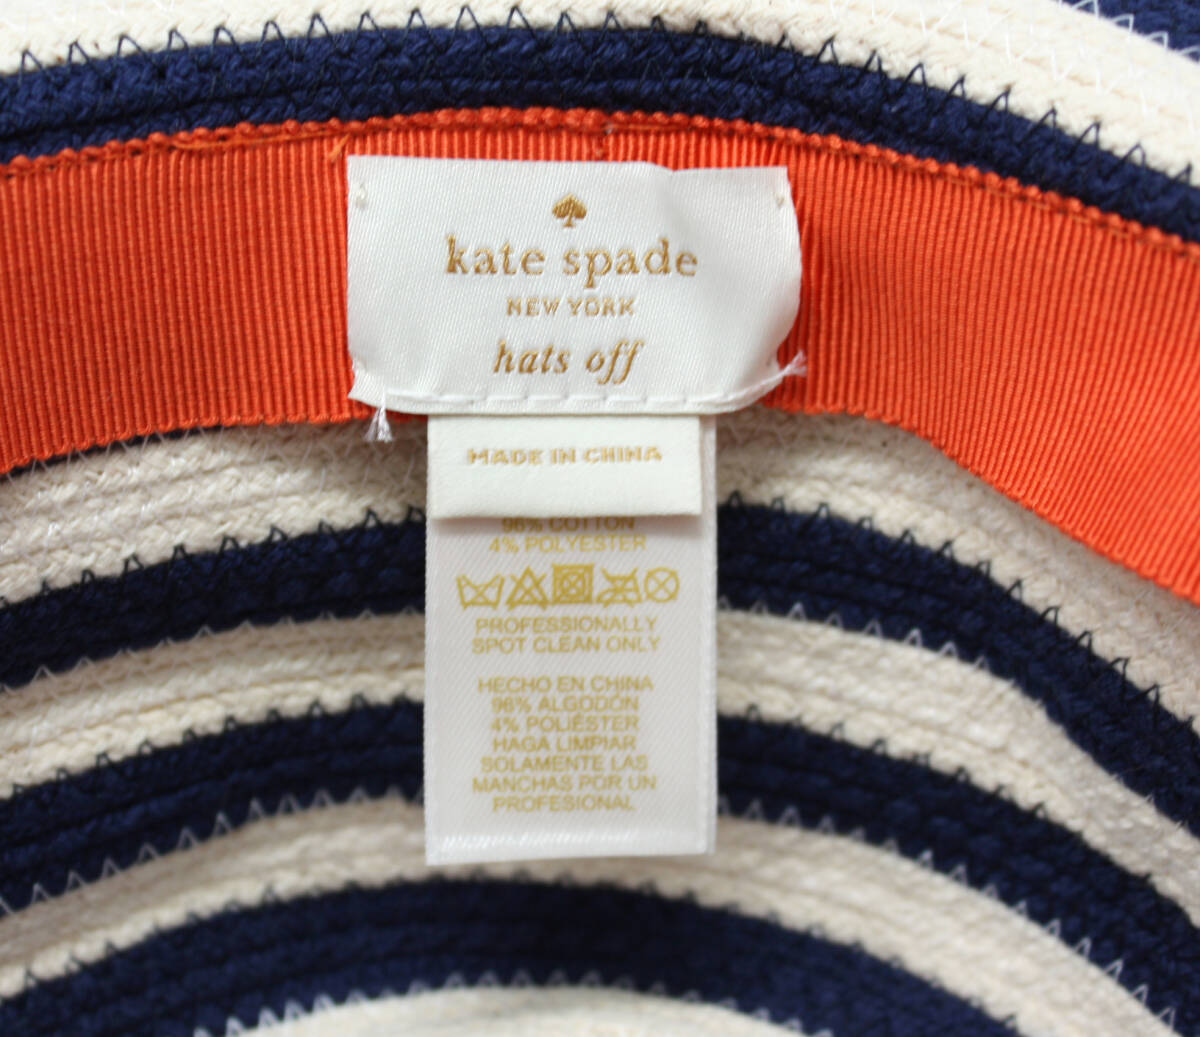 kate spade
NEW YORK
hats off
MADE IN CHINA
96% COTTON
4% POLYESTER
PROFESSIONALLY
SPOT CLEAN ONLY
HECHO EN CHINA
96% ALGODON
4% POLIÉSTER
HAGA LIMPIAR
SOLAMENTE LAS
MANCHAS POR UN
PROFESIONAL